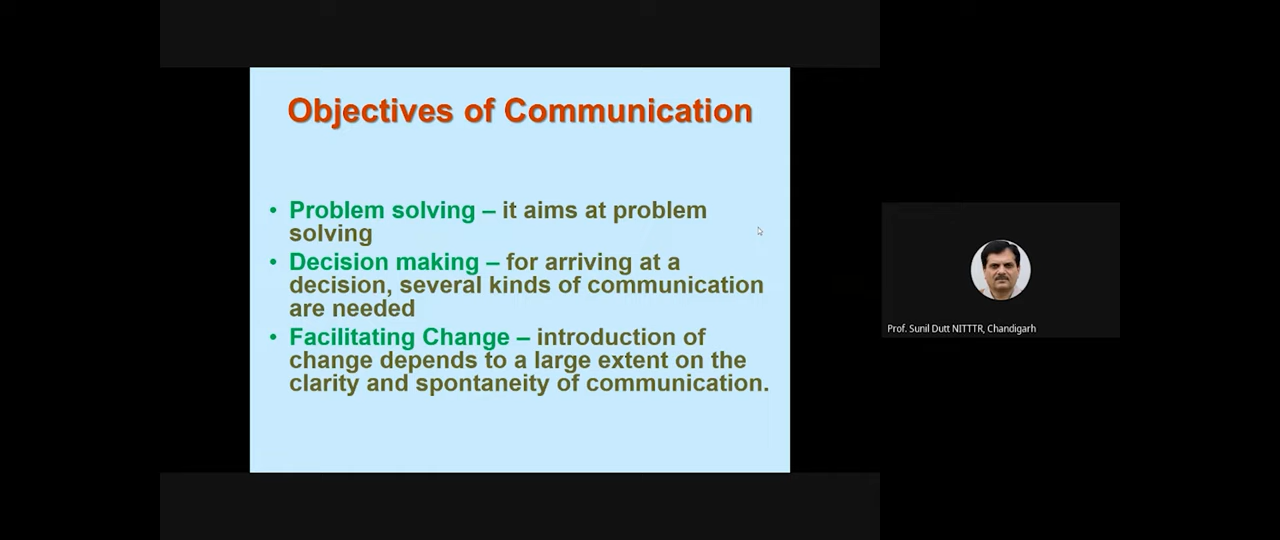 Objectives of Communication
• Problem solving – it aims at problem
solving
• Decision making – for arriving at a
decision, several kinds of communication
are needed
• Facilitating Change – introduction of
change depends to a large extent on the
clarity and spontaneity of communication.
Prof. Sunil Dutt NITTTR, Chandigarh